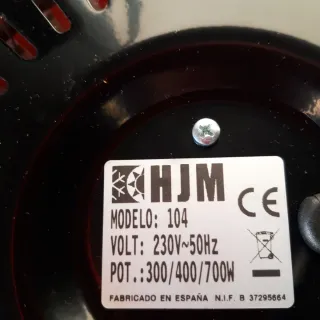 HJM
MODELO: 104
VOLT: 230V~50Hz
POT.:300/400/700W
FABRICADO EN ESPAÑA N.I.F. B 37295664
CE